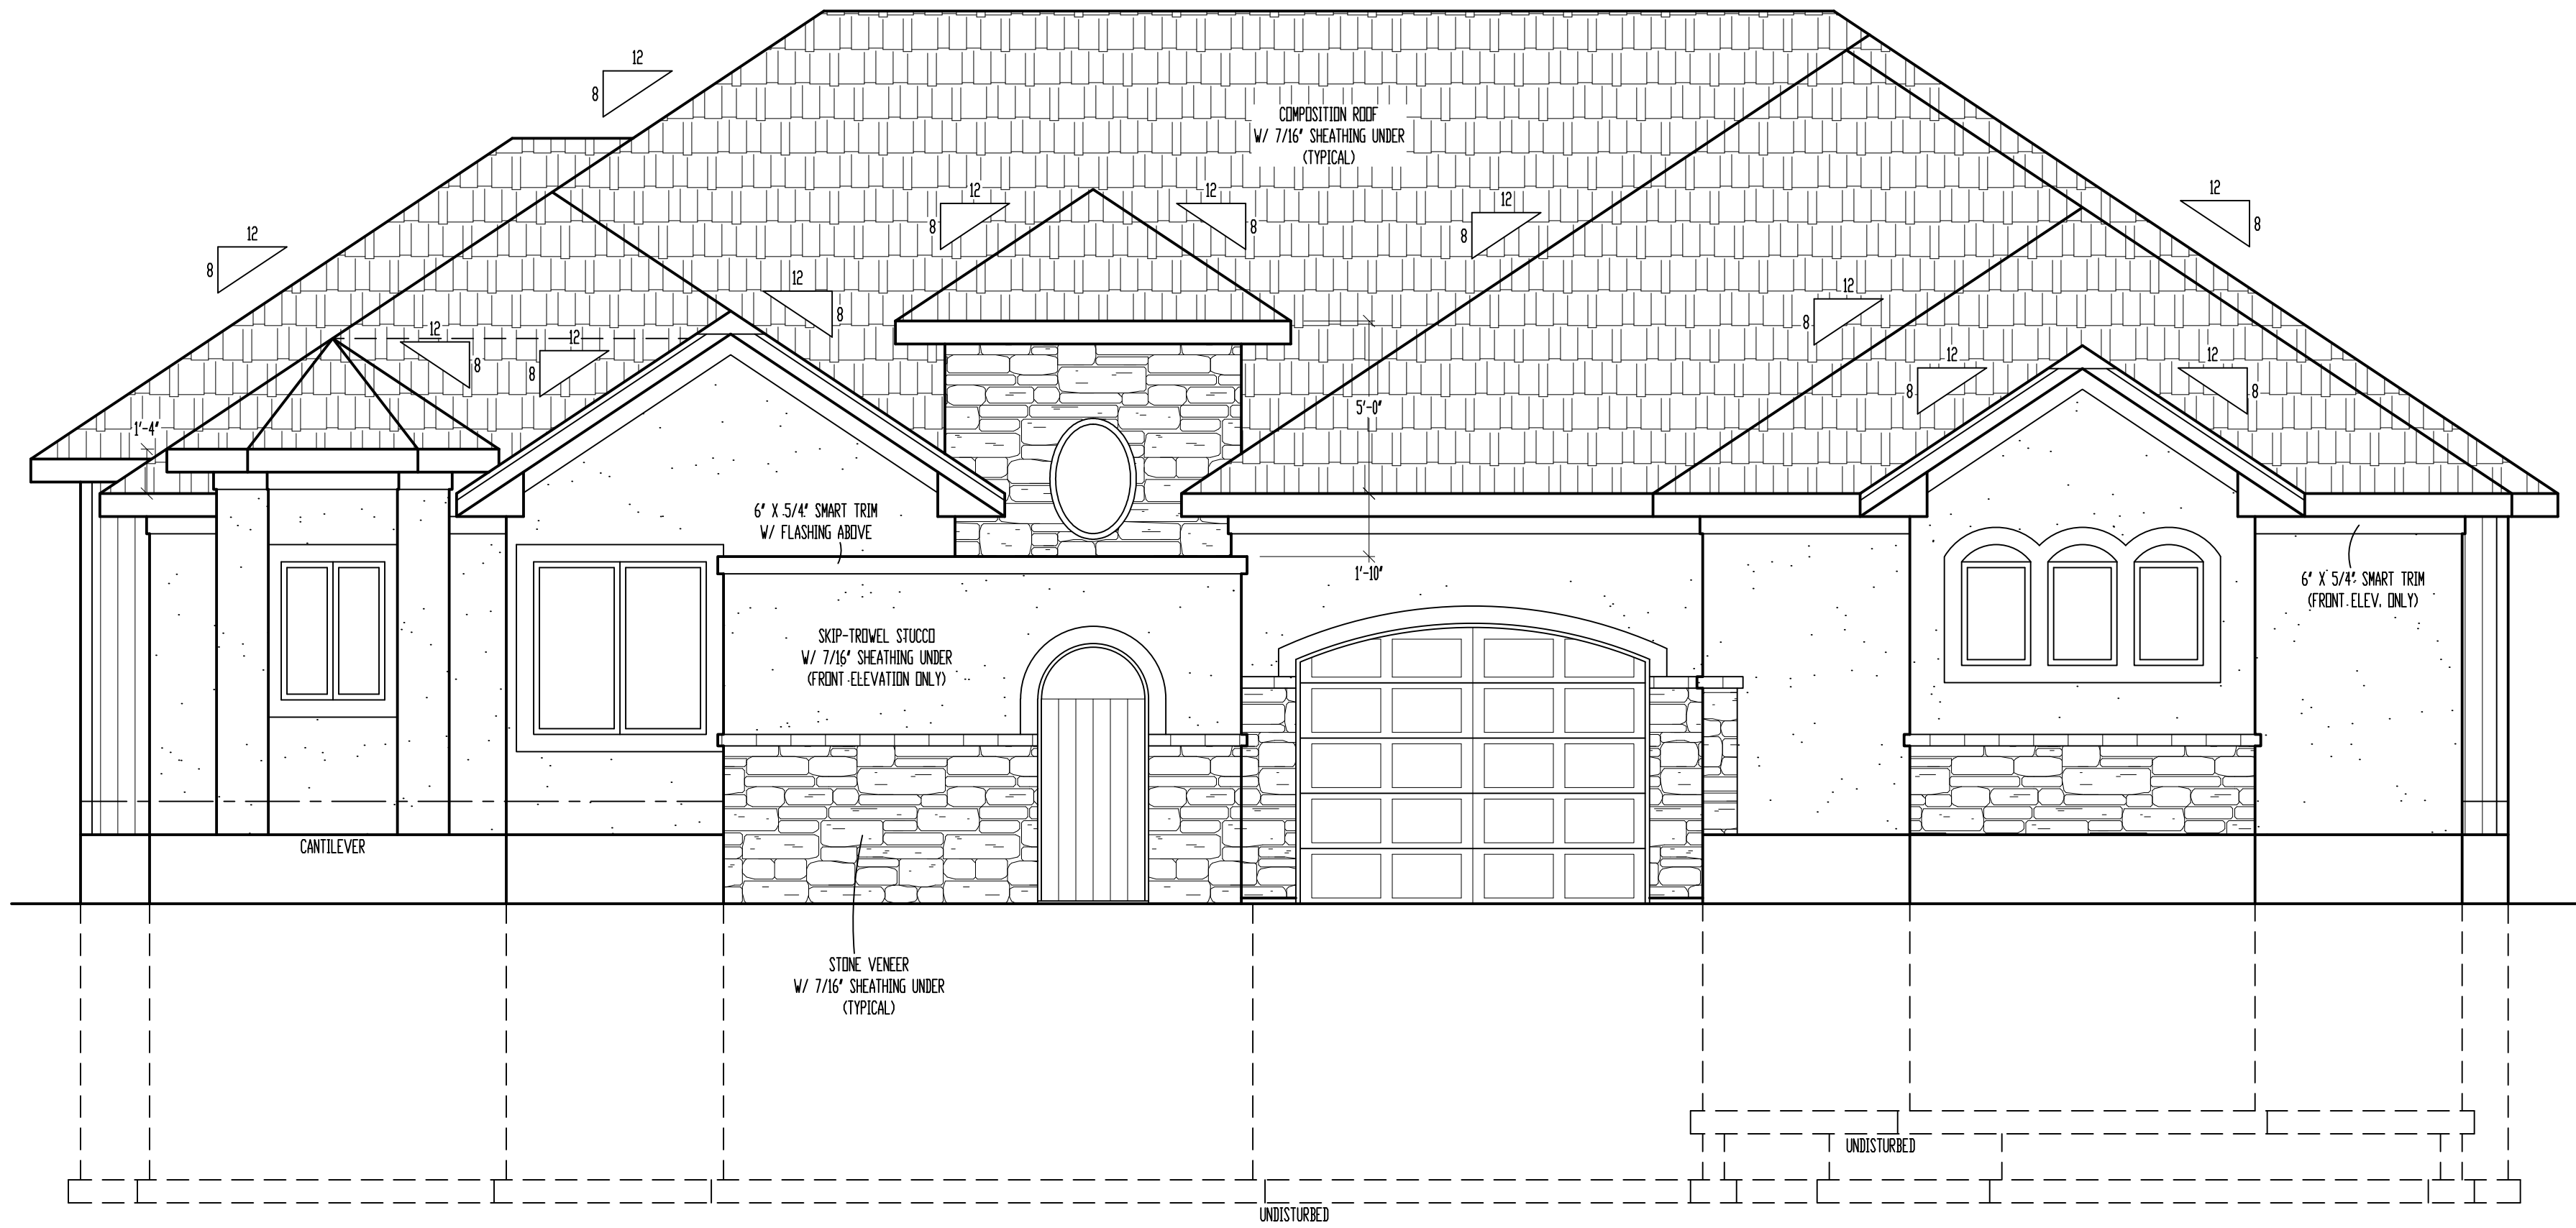 12
8
COMPOSITION ROOF
W/ 7/16" SHEATHING UNDER
(TYPICAL)
12
8
12
8
12
8
12
8
12
8
12
8
12
8
12
8
12
8
12
8
12
8
1'-4"
5'-0"
6" X 5/4" SMART TRIM
W/ FLASHING ABOVE
1'-10"
6" X 5/4" SMART TRIM
(FRONT ELEV. ONLY)
SKIP-TROWEL STUCCO
W/ 7/16" SHEATHING UNDER
(FRONT ELEVATION ONLY)
CANTILEVER
STONE VENEER
W/ 7/16" SHEATHING UNDER
(TYPICAL)
UNDISTURBED
UNDISTURBED